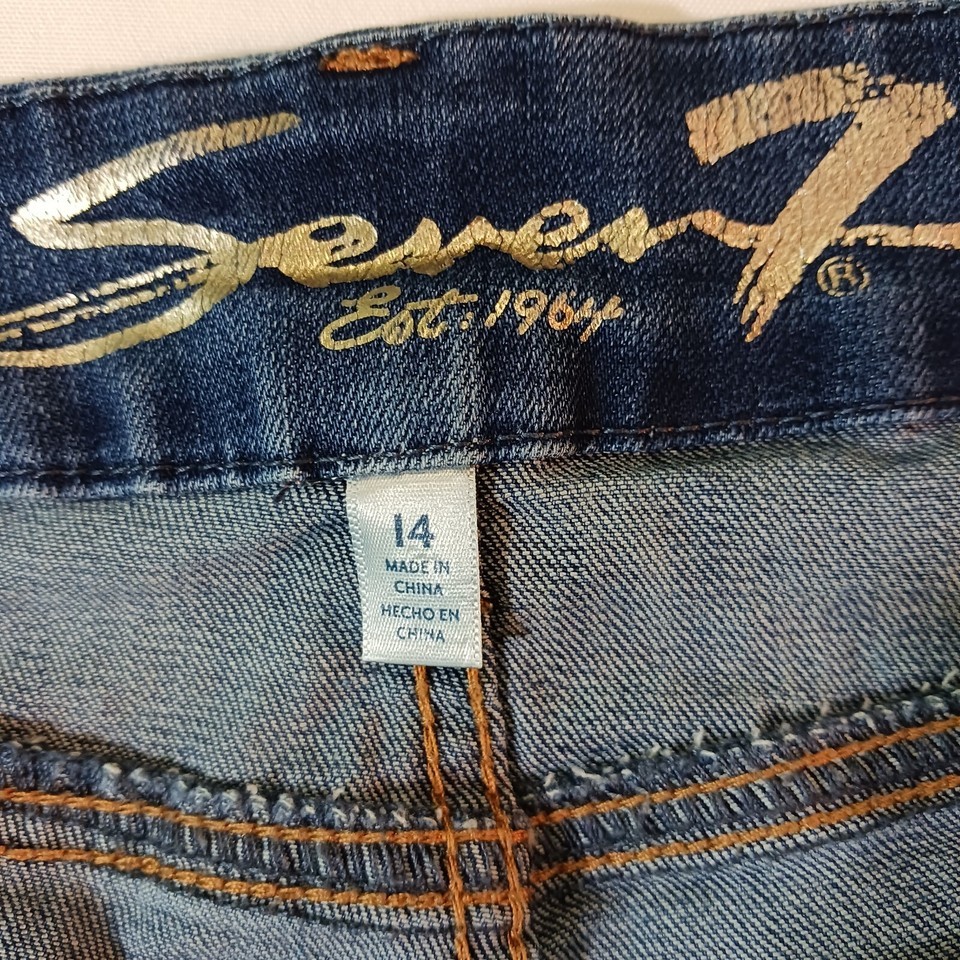 Seven7®
Est. 1964
14
MADE IN
CHINA
HECHO EN
CHINA